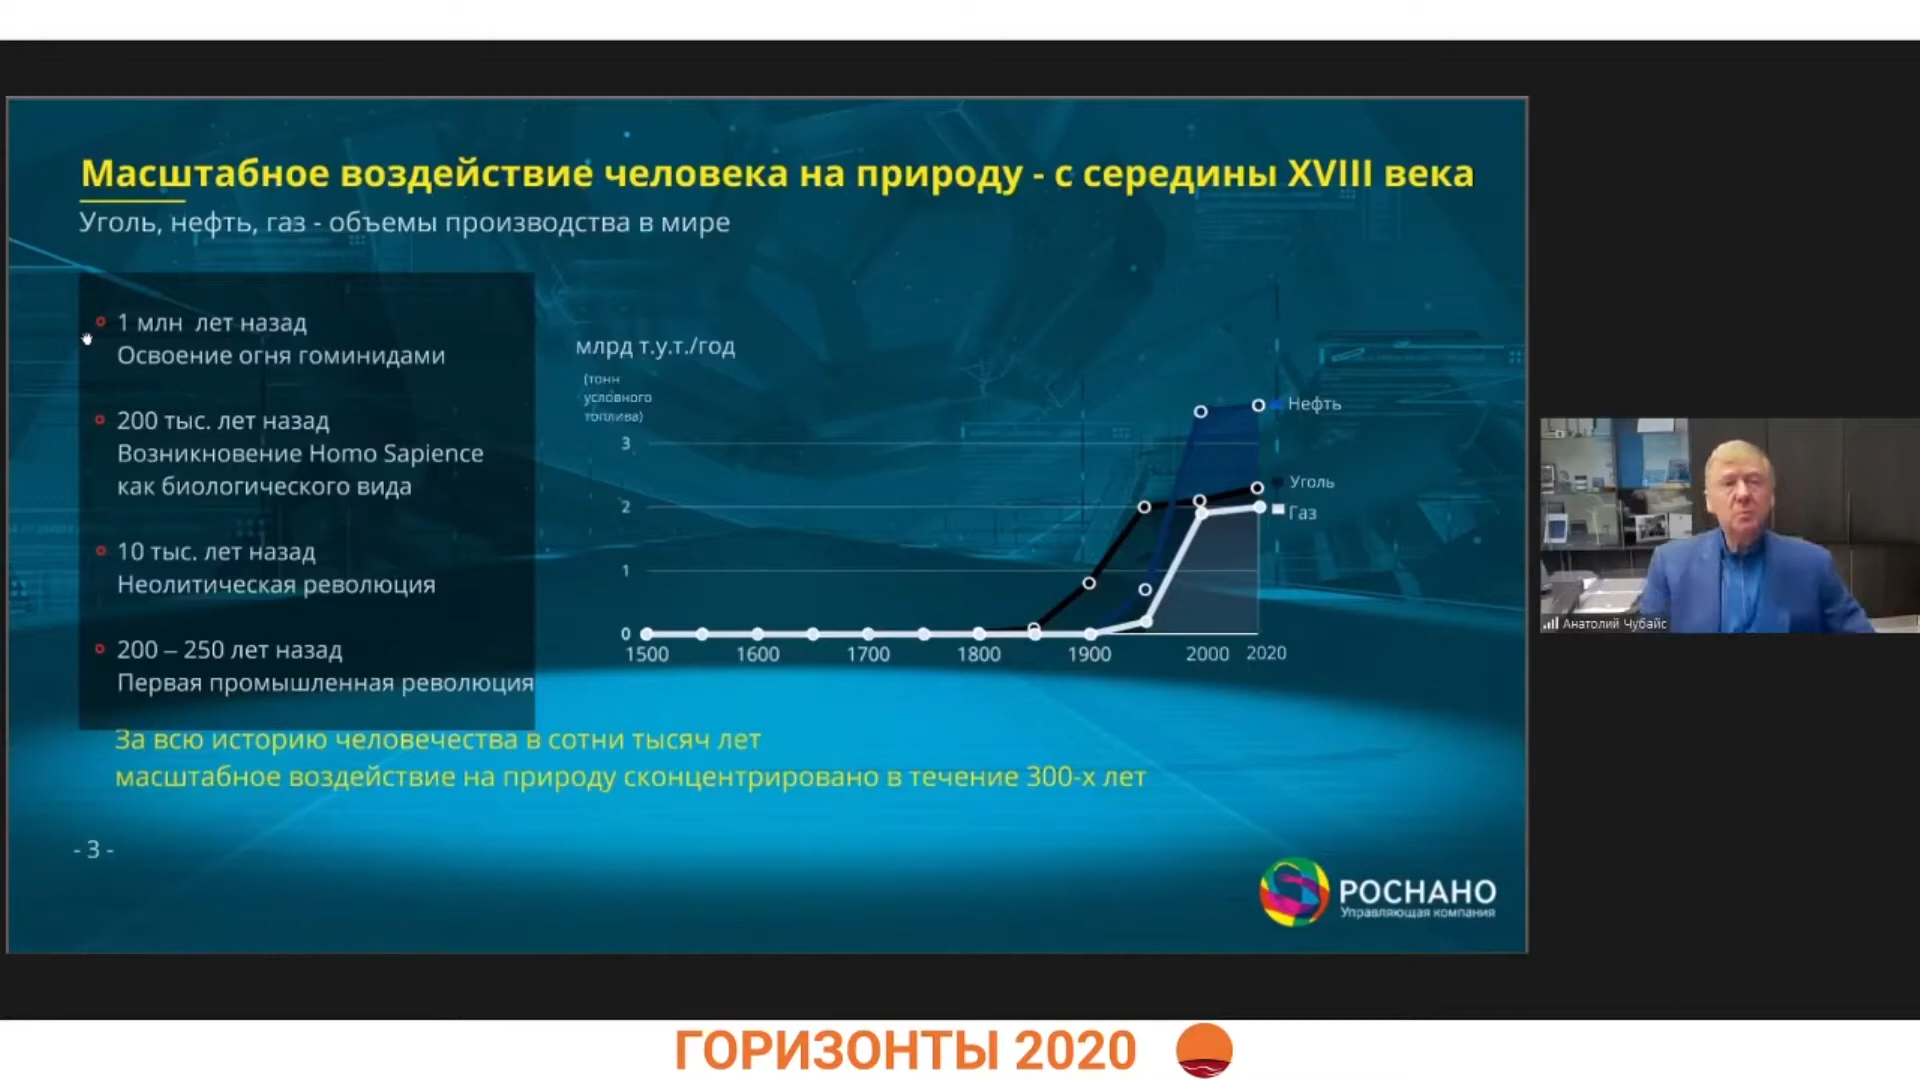 Масштабное воздействие человека на природу - с середины XVIII века
Уголь, нефть, газ - объемы производства в мире
1 млн лет назад
Освоение огня гоминидами
200 тыс. лет назад
Возникновение Homo Sapience
как биологического вида
10 тыс. лет назад
Неолитическая революция
200 – 250 лет назад
Первая промышленная революция
млрд т.у.т./год
(тонн
условного
топлива)
3
2
1
0
1500
1600
1700
1800
1900
2000
2020
Нефть
Уголь
Газ
За всю историю человечества в сотни тысяч лет
масштабное воздействие на природу сконцентрировано в течение 300-х лет
- 3 -
РОСНАНО
Управляющая компания
Анатолий Чубайс
ГОРИЗОНТЫ 2020